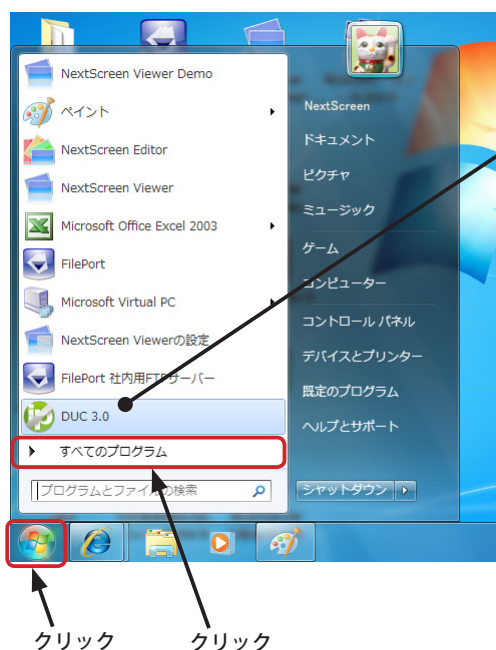 NextScreen Viewer Demo
ペイント
NextScreen Editor
NextScreen Viewer
Microsoft Office Excel 2003
FilePort
Microsoft Virtual PC
NextScreen Viewerの設定
FilePort 社内用FTPサーバー
DUC 3.0
すべてのプログラム
プログラムとファイルの検索
NextScreen
ドキュメント
ピクチャ
ミュージック
ゲーム
コンピューター
コントロール パネル
デバイスとプリンター
既定のプログラム
ヘルプとサポート
シャットダウン
クリック
クリック